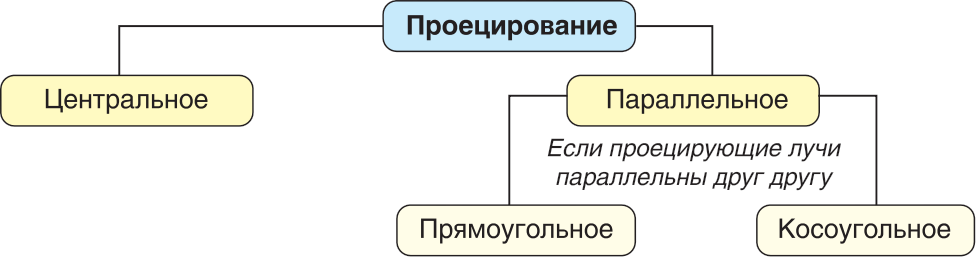 Проецирование
Центральное
Параллельное
Если проецирующие лучи
параллельны друг другу
Прямоугольное
Косоугольное